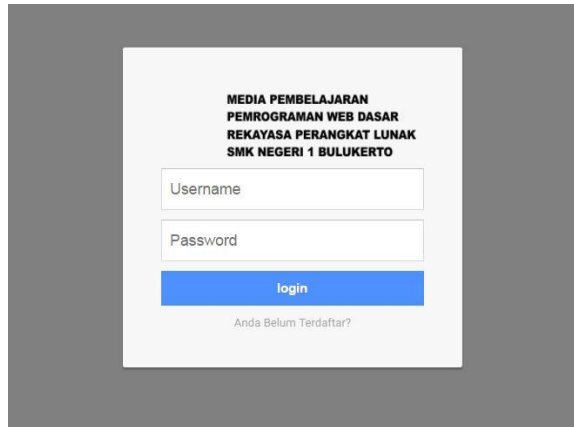 MEDIA PEMBELAJARAN
PEMROGRAMAN WEB DASAR
REKAYASA PERANGKAT LUNAK
SMK NEGERI 1 BULUKERTO
Username
Password
login
Anda Belum Terdaftar?